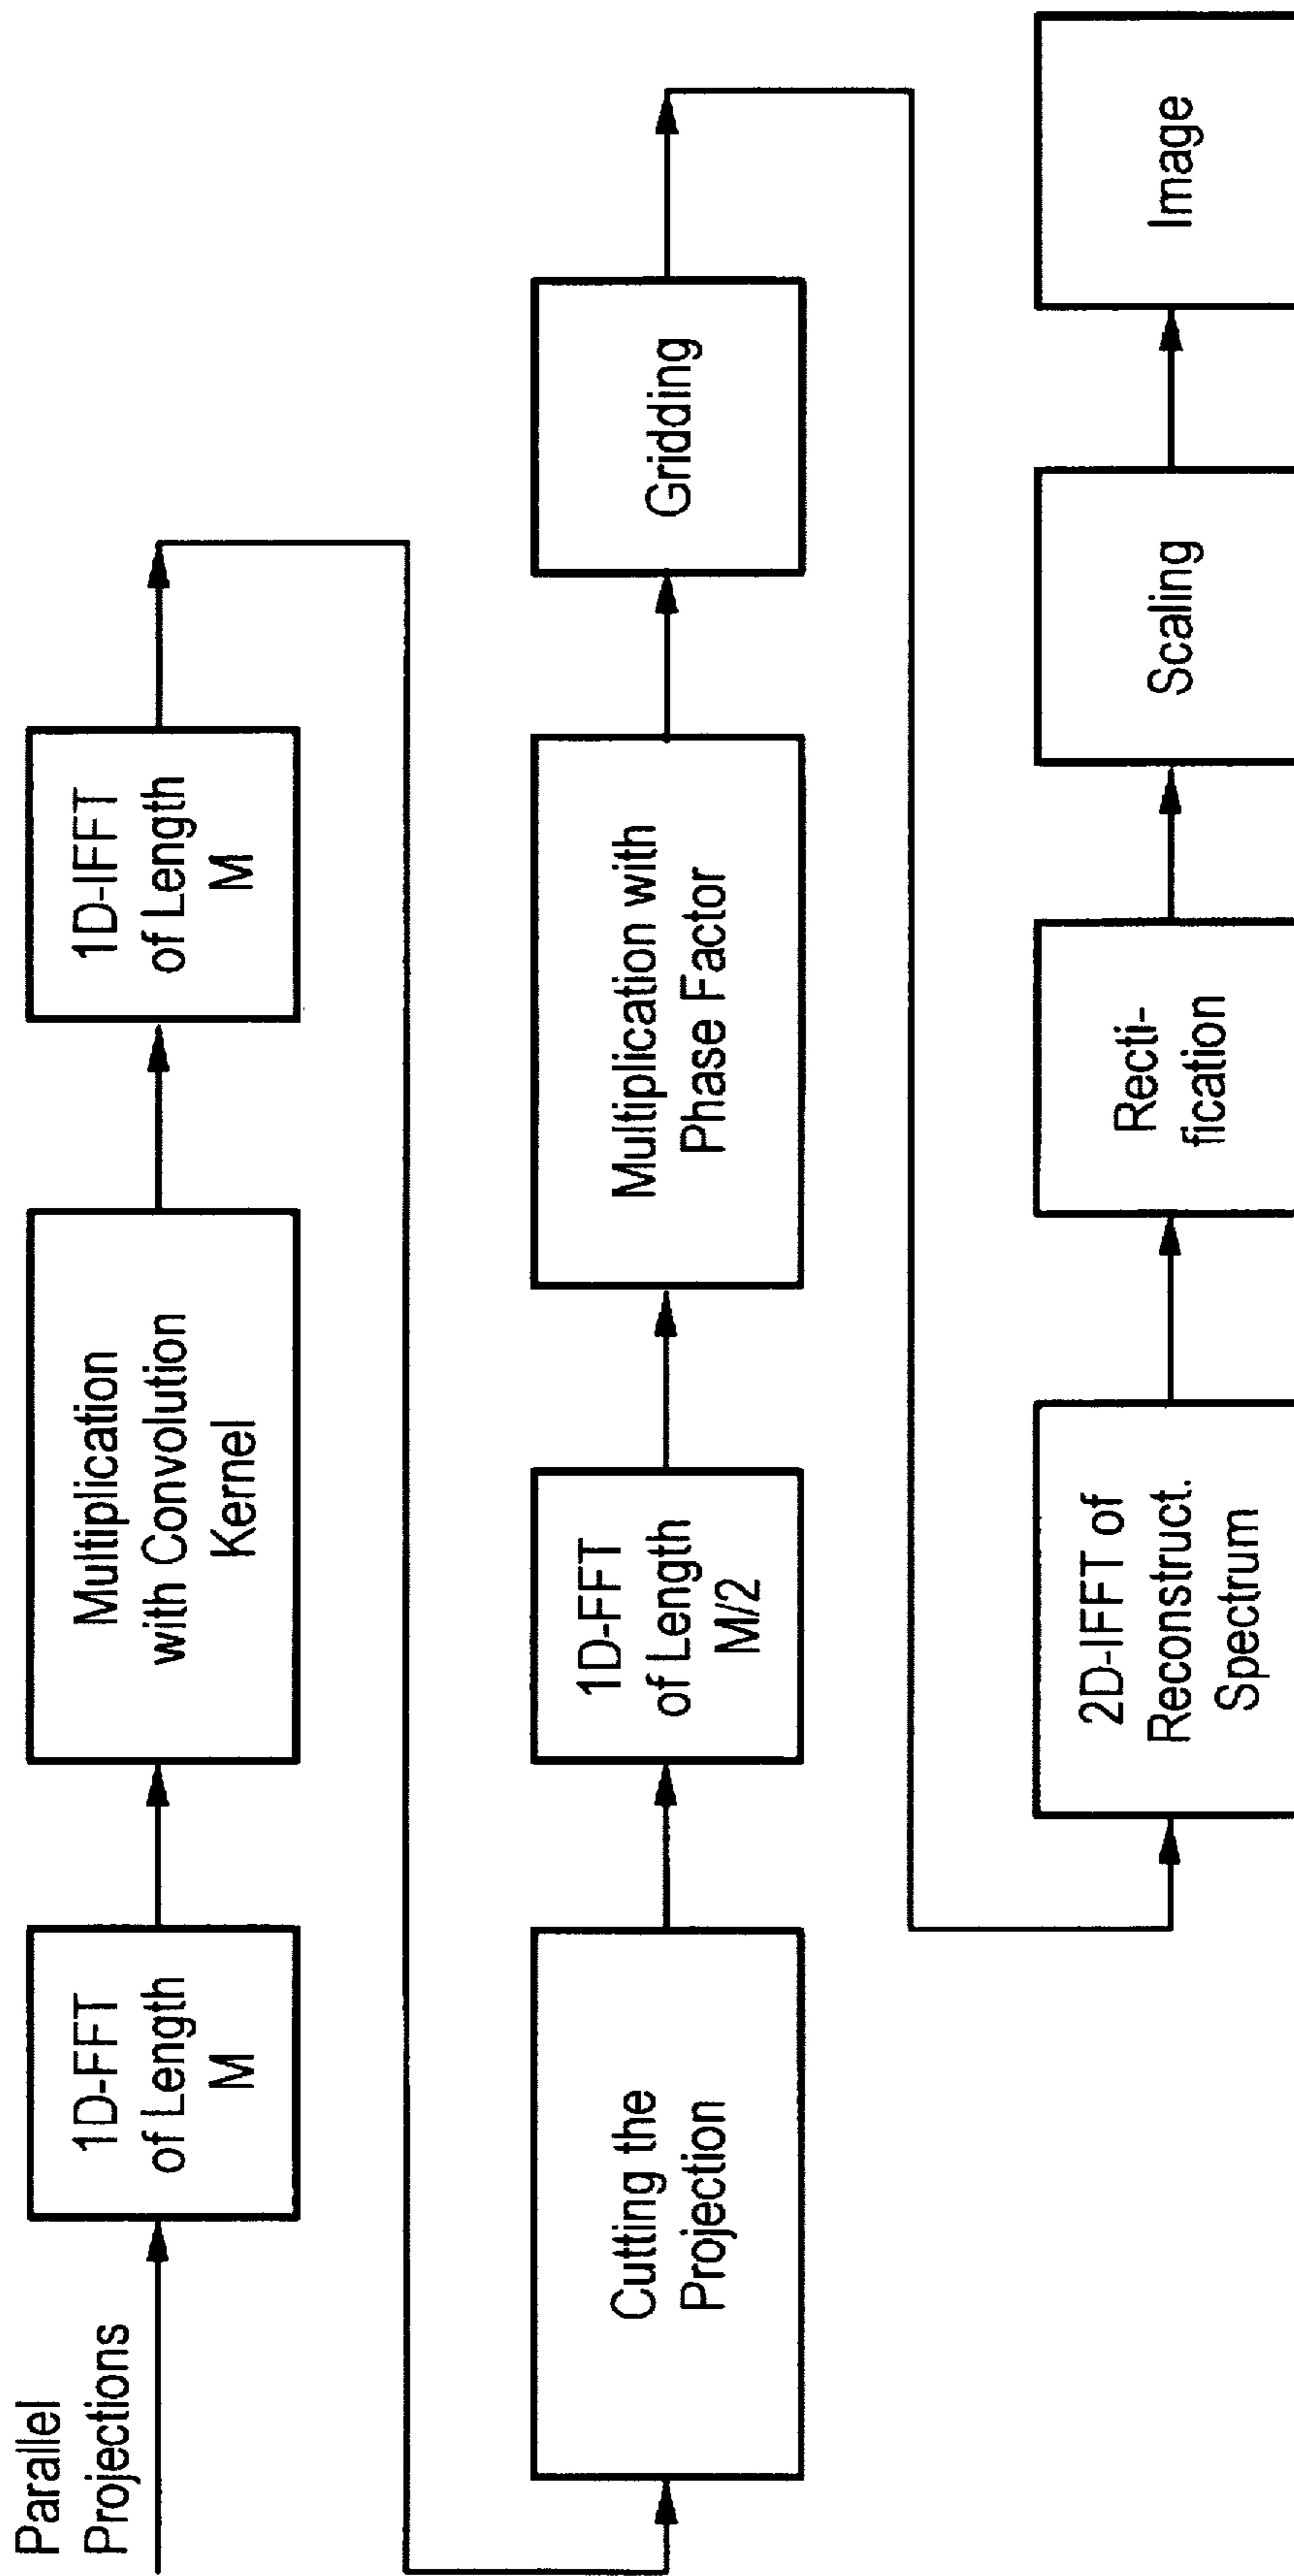 Parallel
Projections
1D-FFT
of Length
M
Multiplication
with Convolution
Kernel
1D-IFFT
of Length
M
Cutting the
Projection
1D-FFT
of Length
M/2
Multiplication with
Phase Factor
Gridding
2D-IFFT of
Reconstruct.
Spectrum
Recti-
fication
Scaling
Image